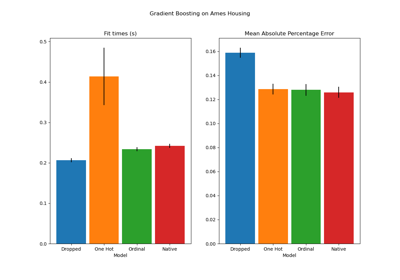 Gradient Boosting on Ames Housing
Fit times (s)
0.5
0.4
0.3
0.2
0.1
0.0
Dropped One Hot Ordinal Native
Model
Mean Absolute Percentage Error
0.16
0.14
0.12
0.10
0.08
0.06
0.04
0.02
0.00
Dropped One Hot Ordinal Native
Model